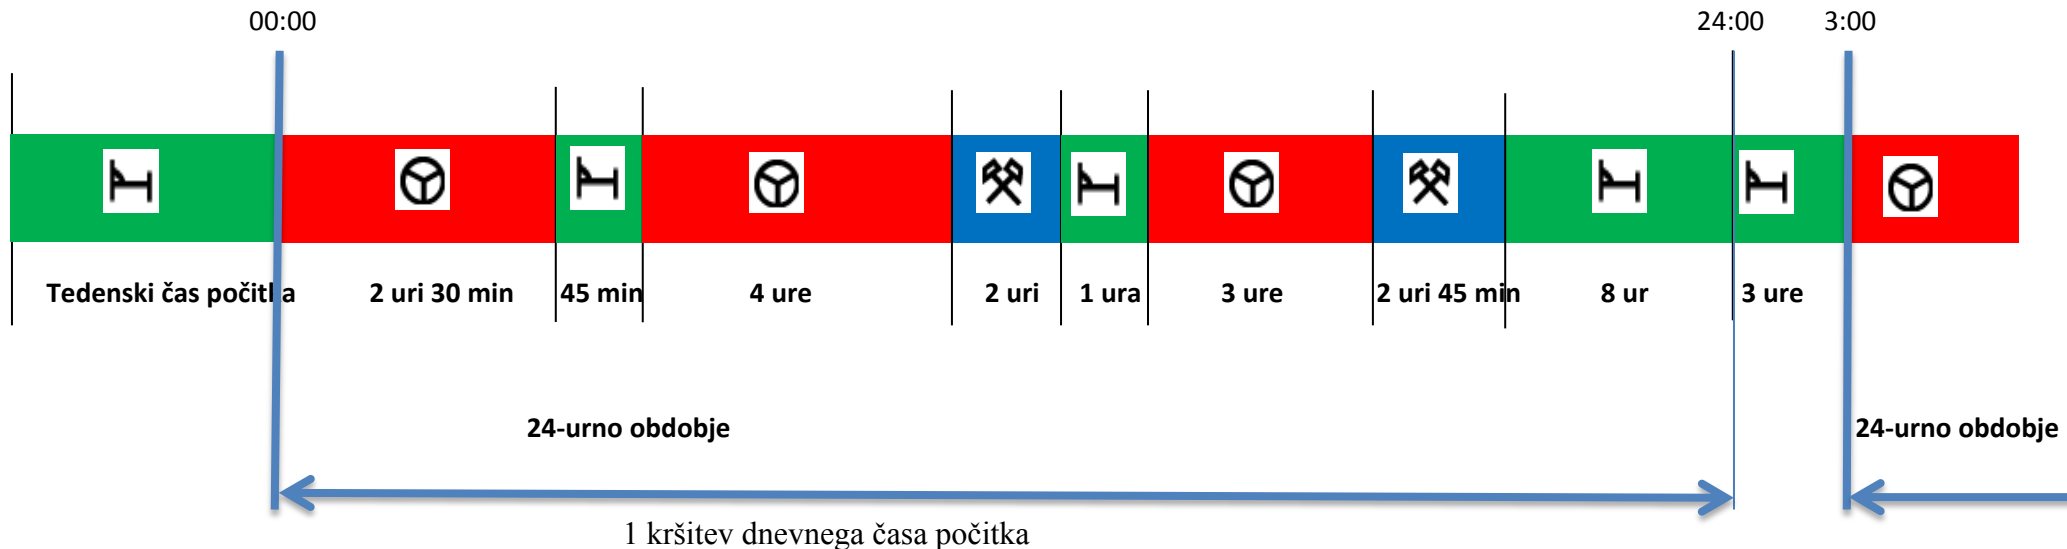 00:00 24:00 3:00
Tedenski čas počitka 2 uri 30 min 45 min 4 ure 2 uri 1 ura 3 ure 2 uri 45 min 8 ur 3 ure
24-urno obdobje 24-urno obdobje
1 kršitev dnevnega časa počitka